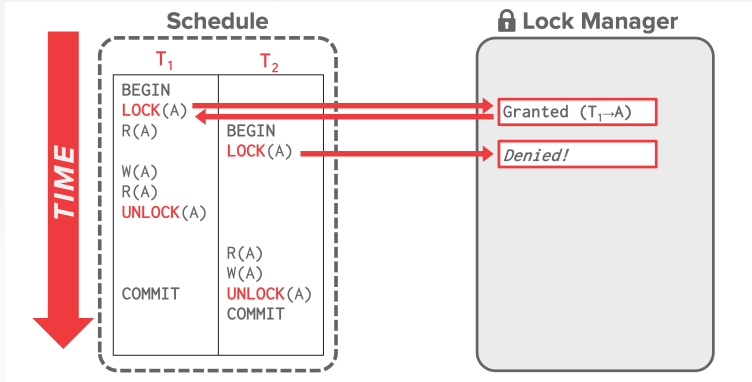 Schedule
Lock Manager
TIME
T₁
T₂
BEGIN
LOCK(A)
R(A)
W(A)
R(A)
UNLOCK(A)
COMMIT
BEGIN
LOCK(A)
R(A)
W(A)
UNLOCK(A)
COMMIT
Granted (T₁→A)
Denied!